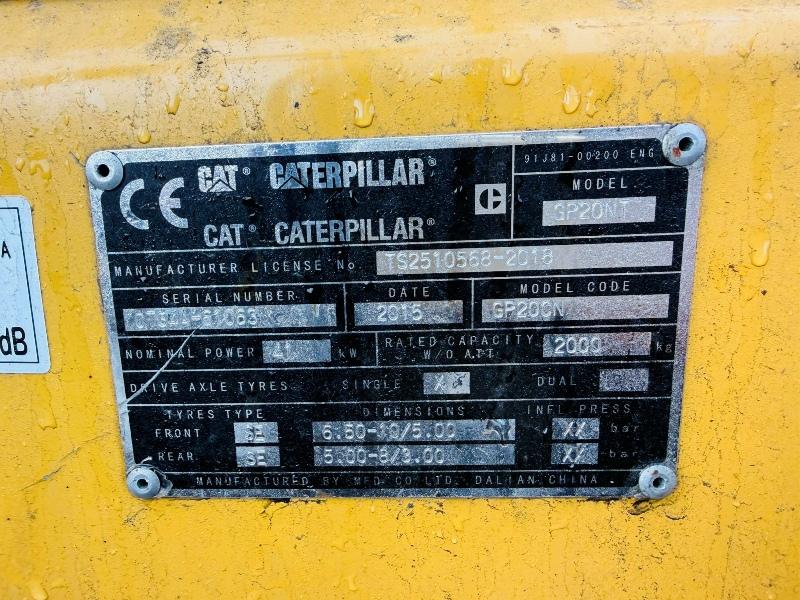 91J81-00200 ENG
CE CAT® CATERPILLAR®
CAT® CATERPILLAR®
MODEL
GP20NT
MANUFACTURER LICENSE No TS2510568-2018
SERIAL NUMBER DATE MODEL CODE
2015 GP20CN
NOMINAL POWER 41 kW RATED CAPACITY W/O ATT. 2000 kg
DRIVE AXLE TYRES SINGLE X DUAL
TYRES TYPE DIMENSIONS INFL PRESS
FRONT SE 6.50-10/5.00 XX bar
REAR SE 5.00-8/3.00 XX bar
MANUFACTURED BY MFD CO LTD. DALIAN CHINA
A
dB